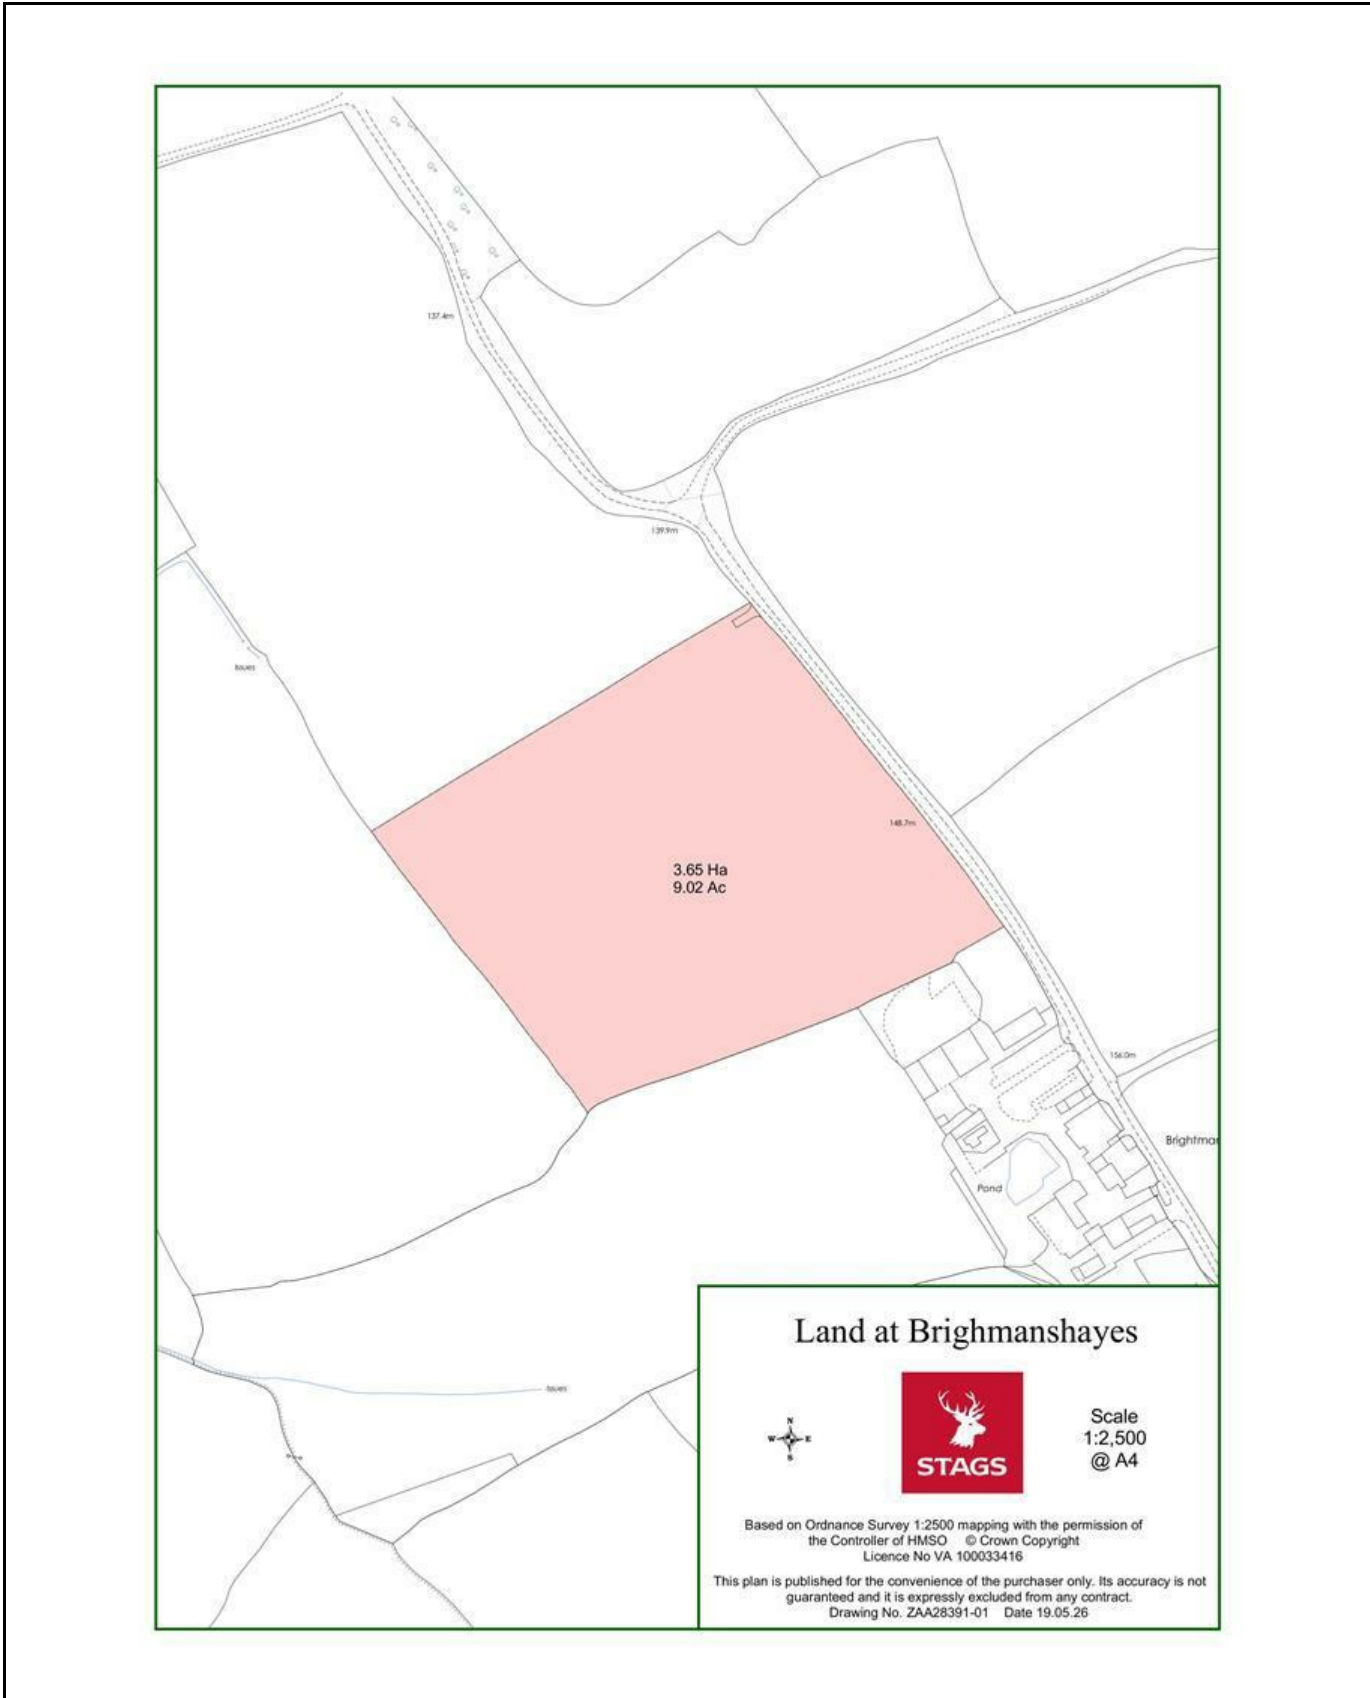 137.4m
139.9m
Issues
148.7m
3.65 Ha
9.02 Ac
156.0m
Brightma
Pond
Issues
Land at Brighmanshayes
N
W E
S
STAGS
Scale
1:2,500
@ A4
Based on Ordnance Survey 1:2500 mapping with the permission of
the Controller of HMSO © Crown Copyright
Licence No VA 100033416
This plan is published for the convenience of the purchaser only. Its accuracy is not
guaranteed and it is expressly excluded from any contract.
Drawing No. ZAA28391-01 Date 19.05.26